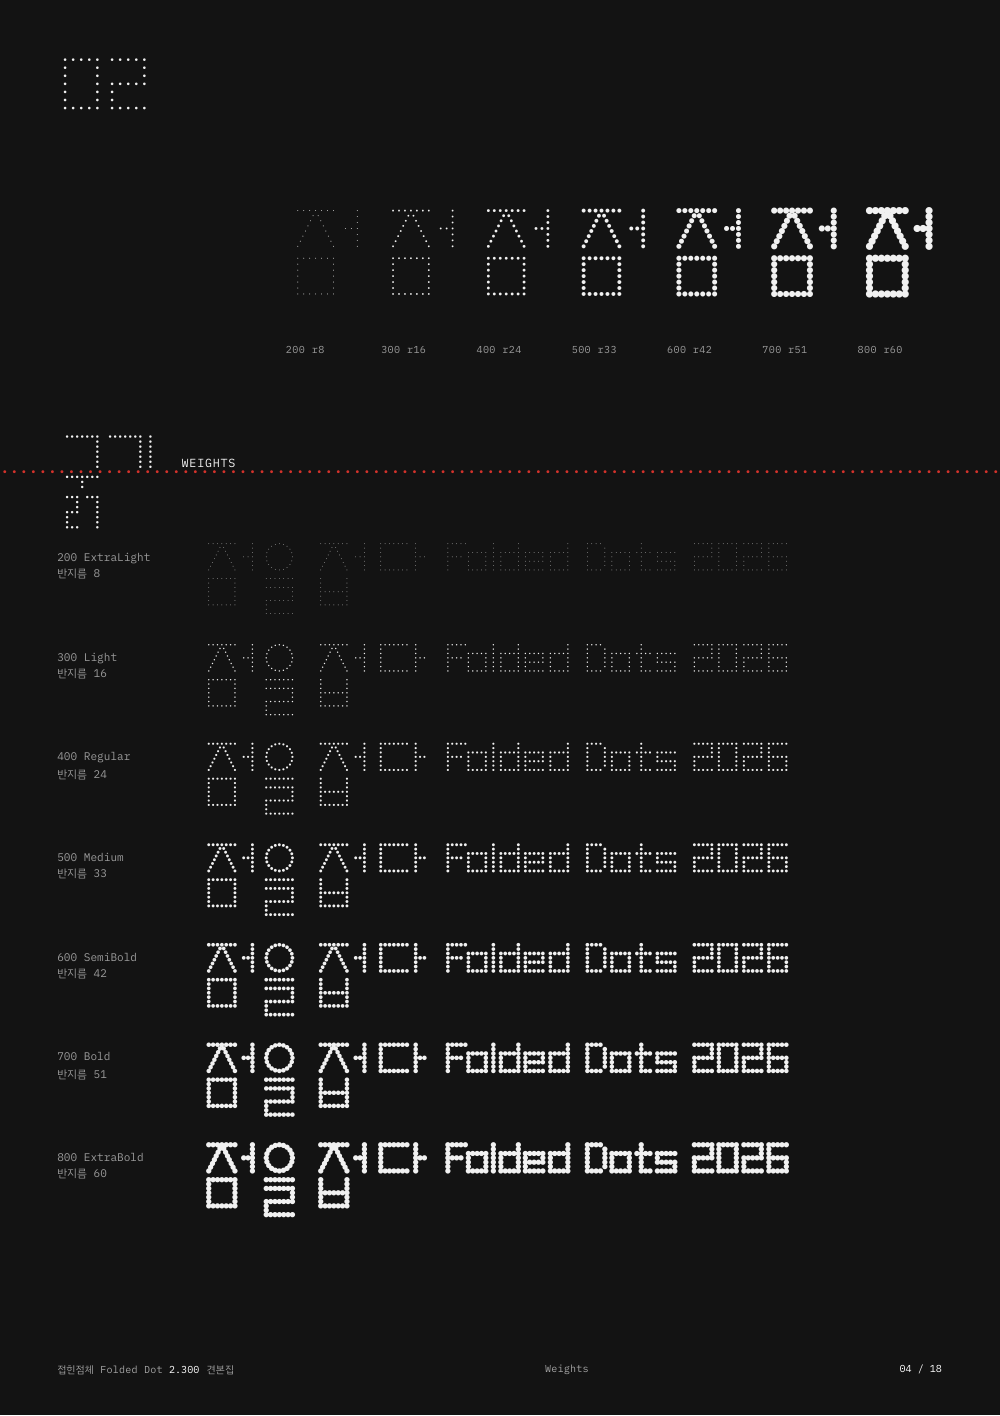 02
점 점 점 점 점 점 점
200 r8 300 r16 400 r24 500 r33 600 r42 700 r51 800 r60
굵기 WEIGHTS
200 ExtraLight
반지름 8
점을 접다 Folded Dots 2026
300 Light
반지름 16
점을 접다 Folded Dots 2026
400 Regular
반지름 24
점을 접다 Folded Dots 2026
500 Medium
반지름 33
점을 접다 Folded Dots 2026
600 SemiBold
반지름 42
점을 접다 Folded Dots 2026
700 Bold
반지름 51
점을 접다 Folded Dots 2026
800 ExtraBold
반지름 60
점을 접다 Folded Dots 2026
접힌점체 Folded Dot 2.300 견본집 Weights 04 / 18